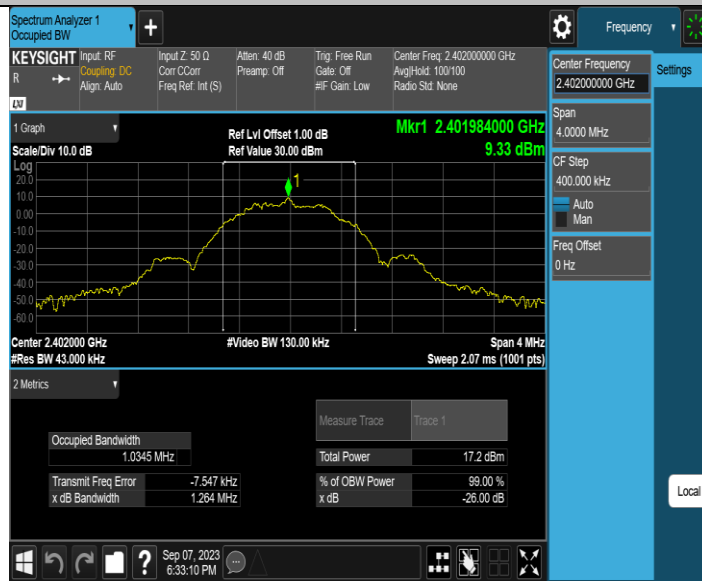 Spectrum Analyzer 1
Occupied BW
Frequency
KEYSIGHT
R
LXI
Input: RF
Coupling: DC
Align: Auto
Input Z: 50 Ω
Corr CCorr
Freq Ref: Int (S)
Atten: 40 dB
Preamp: Off
Trig: Free Run
Gate: Off
#IF Gain: Low
Center Freq: 2.402000000 GHz
Avg|Hold: 100/100
Radio Std: None
Center Frequency
2.402000000 GHz
Settings
Span
4.0000 MHz
CF Step
400.000 kHz
Auto
Man
Freq Offset
0 Hz
1 Graph
Scale/Div 10.0 dB
Ref Lvl Offset 1.00 dB
Ref Value 30.00 dBm
Mkr1 2.401984000 GHz
9.33 dBm
Log
20.0
10.0
0.00
-10.0
-20.0
-30.0
-40.0
-50.0
-60.0
1
Center 2.402000 GHz
#Res BW 43.000 kHz
#Video BW 130.00 kHz
Span 4 MHz
Sweep 2.07 ms (1001 pts)
2 Metrics
Measure Trace
Trace 1
Occupied Bandwidth
1.0345 MHz
Total Power
17.2 dBm
Transmit Freq Error
-7.547 kHz
% of OBW Power
99.00 %
x dB Bandwidth
1.264 MHz
x dB
-26.00 dB
Local
Sep 07, 2023
6:33:10 PM